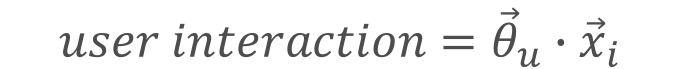 user interaction = θ⃗ᵤ · x⃗ᵢ